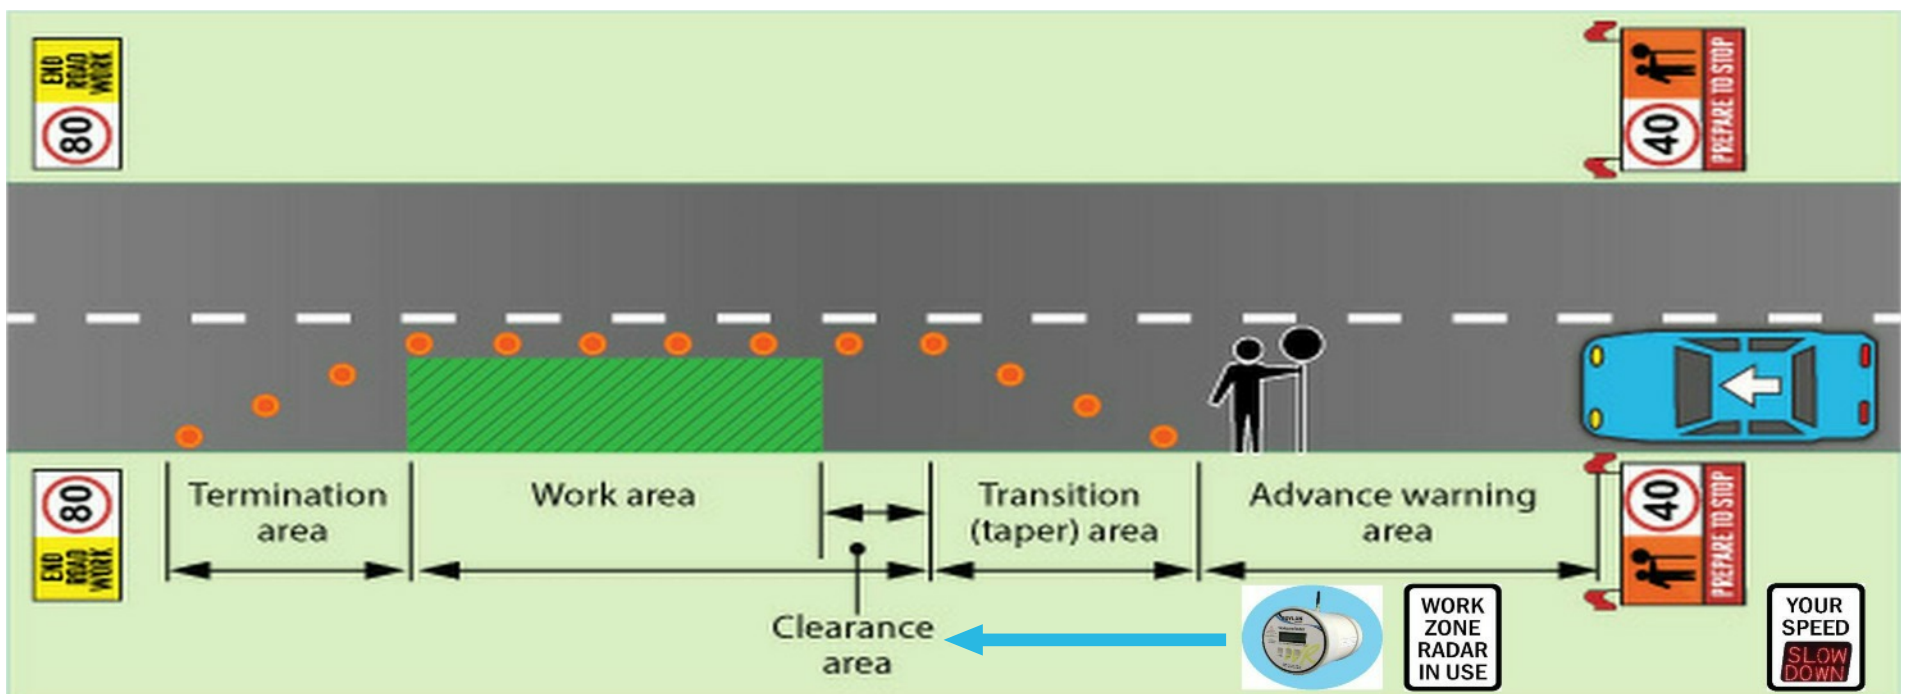 END
ROAD
WORK
80
40
PREPARE TO STOP
Termination
area
Work area
Transition
(taper) area
Advance warning
area
80
END
ROAD
WORK
40
PREPARE TO STOP
Clearance
area
WORK
ZONE
RADAR
IN USE
YOUR
SPEED
SLOW
DOWN